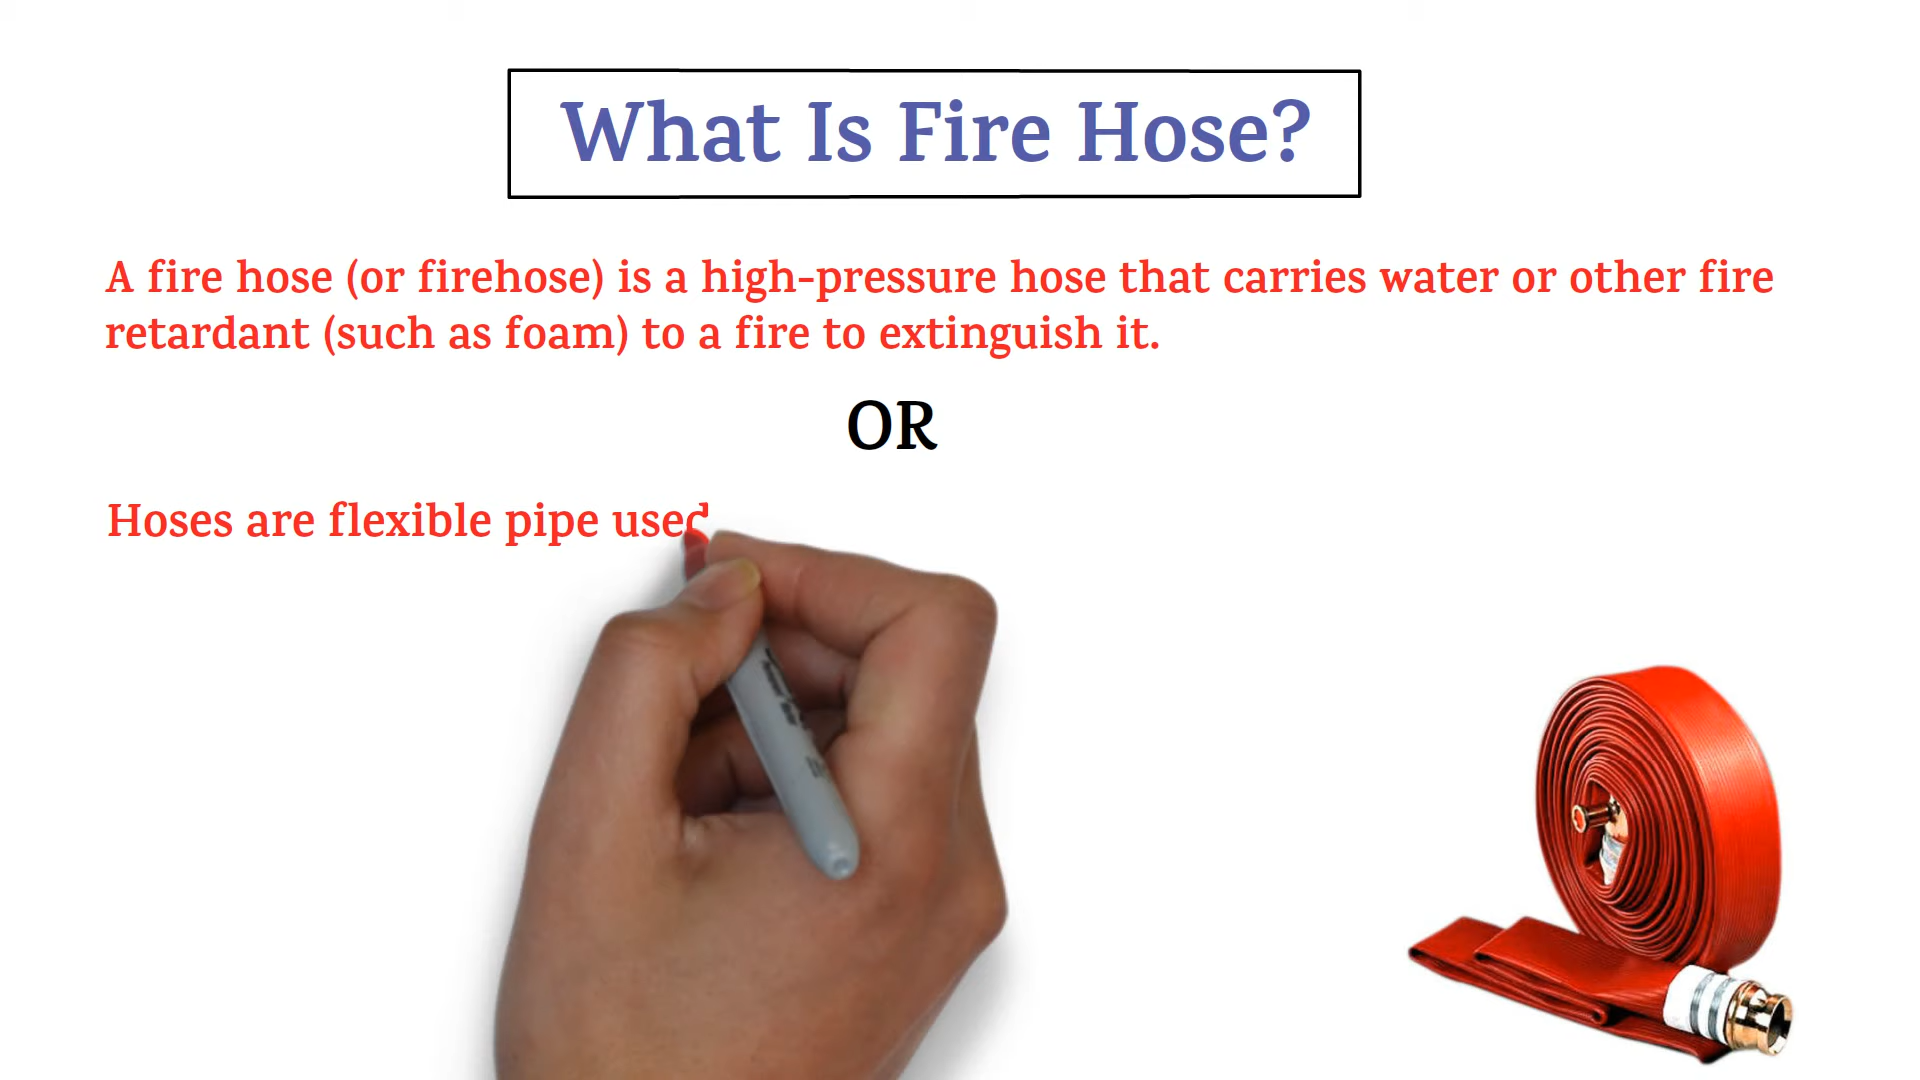 What Is Fire Hose?
A fire hose (or firehose) is a high-pressure hose that carries water or other fire
retardant (such as foam) to a fire to extinguish it.
OR
Hoses are flexible pipe used